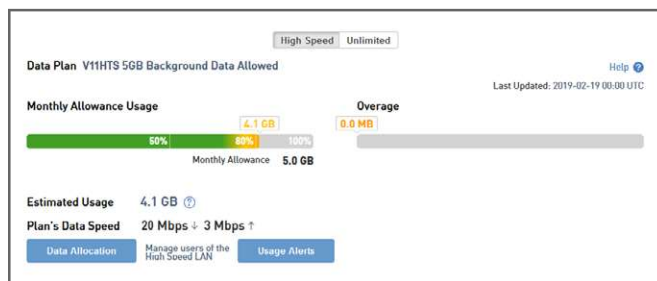 High Speed Unlimited
Data Plan V11HTS 5GB Background Data Allowed Help ?
Last Updated: 2019-02-19 00:00 UTC
Monthly Allowance Usage Overage
4.1 GB 0.0 MB
50% 80% 100%
Monthly Allowance 5.0 GB
Estimated Usage 4.1 GB ?
Plan's Data Speed 20 Mbps ↓ 3 Mbps ↑
Data Allocation Manage users of the High Speed LAN Usage Alerts